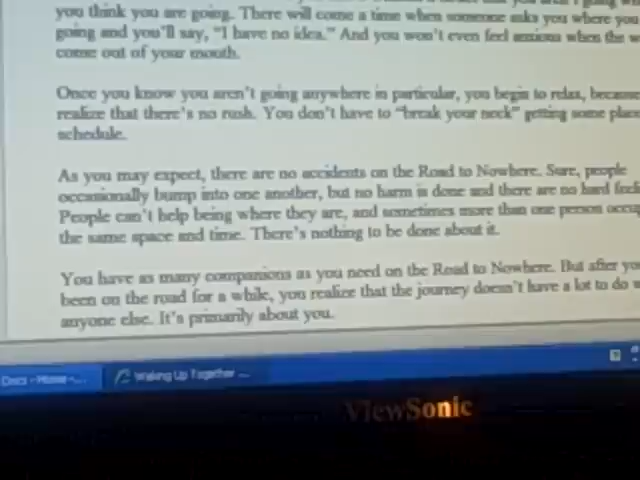 you think you are going. There will come a time when someone asks you where you
going and you'll say, "I have no idea." And you won't even feel anxious when the w
come out of your mouth.
Once you know you aren't going anywhere in particular, you begin to relax, because
realize that there's no rush. You don't have to "break your neck" getting some place
schedule.
As you may expect, there are no accidents on the Road to Nowhere. Sure, people
occasionally bump into one another, but no harm is done and there are no hard feeli
People can't help being where they are, and sometimes more than one person occup
the same space and time. There's nothing to be done about it.
You have as many companions as you need on the Road to Nowhere. But after yo
been on the road for a while, you realize that the journey doesn't have a lot to do w
anyone else. It's primarily about you.
Docs - Home -...
Waking Up Together ...
ViewSonic